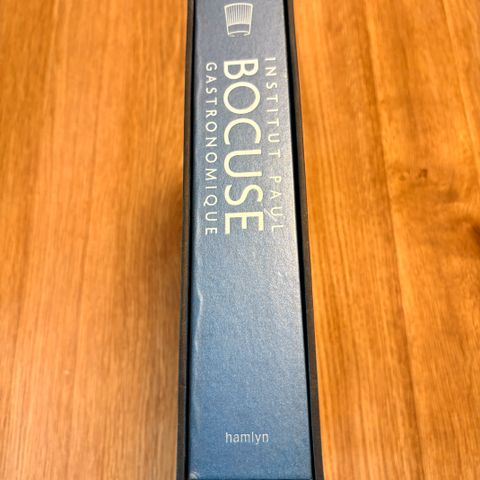 INSTITUT PAUL
BOCUSE
GASTRONOMIQUE
hamlyn